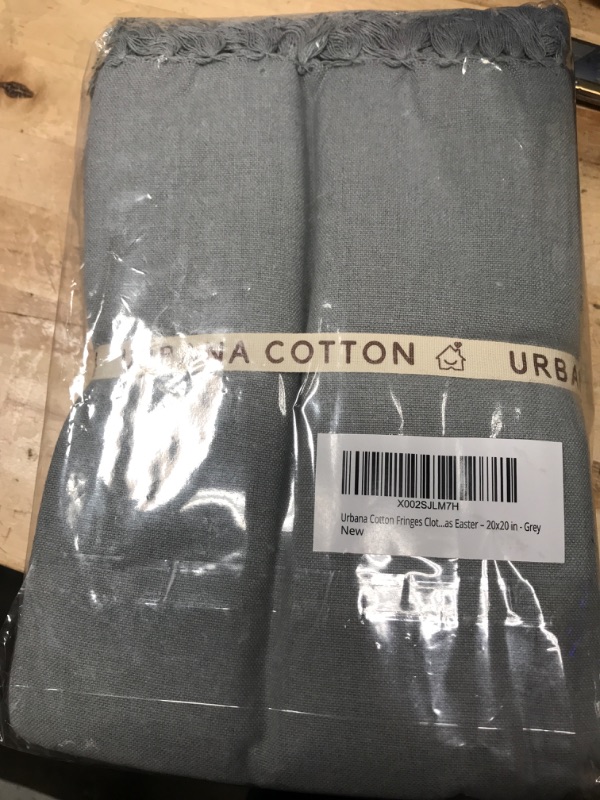 URBANA COTTON URBA
X002SJLM7H
Urbana Cotton Fringes Clot...as Easter – 20x20 in - Grey
New